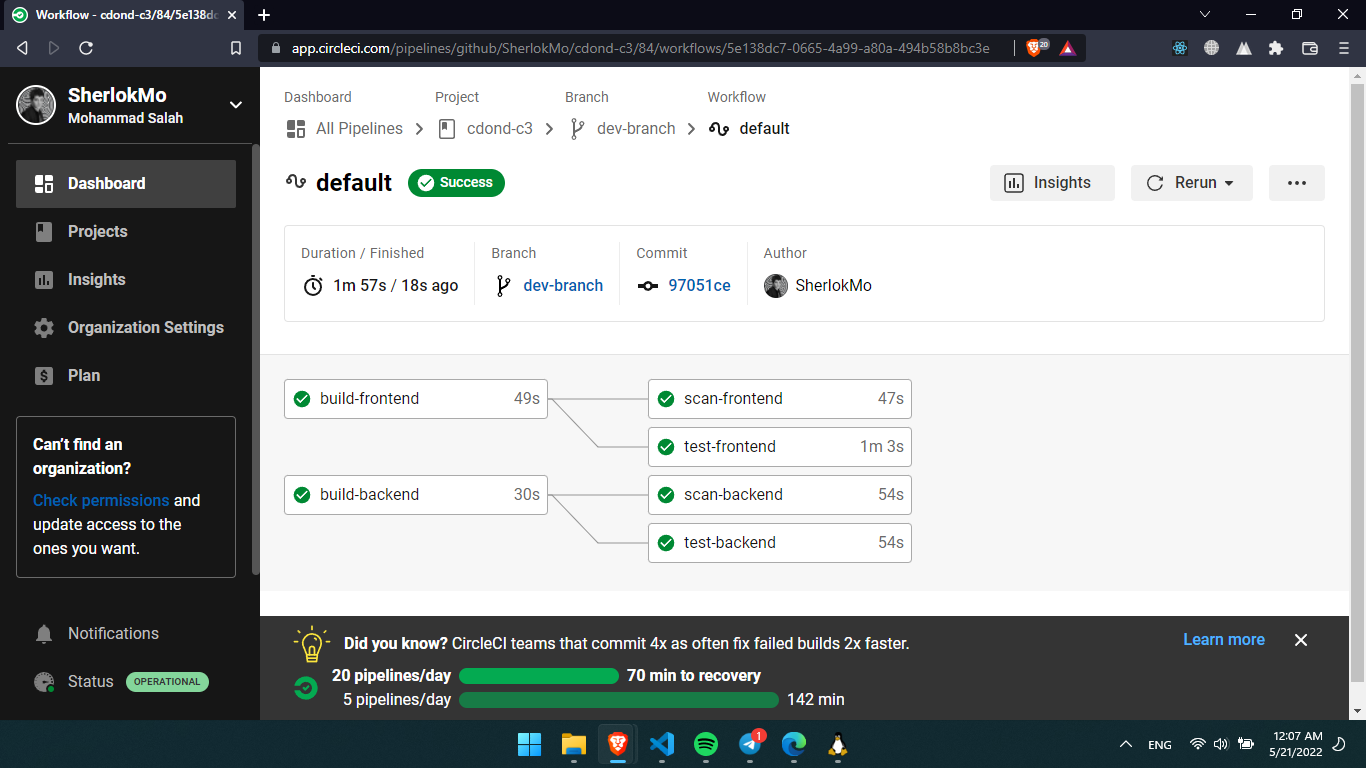 Workflow - cdond-c3/84/5e138dc
app.circleci.com/pipelines/github/SherlokMo/cdond-c3/84/workflows/5e138dc7-0665-4a99-a80a-494b58b8bc3e
20
SherlokMo
Mohammad Salah
Dashboard
Projects
Insights
Organization Settings
Plan
Can't find an
organization?
Check permissions and
update access to the
ones you want.
Notifications
Status OPERATIONAL
Dashboard Project Branch Workflow
All Pipelines cdond-c3 dev-branch default
default Success
Insights Rerun
Duration / Finished Branch Commit Author
1m 57s / 18s ago dev-branch 97051ce SherlokMo
build-frontend 49s scan-frontend 47s
test-frontend 1m 3s
build-backend 30s scan-backend 54s
test-backend 54s
Did you know? CircleCI teams that commit 4x as often fix failed builds 2x faster.
Learn more
20 pipelines/day 70 min to recovery
5 pipelines/day 142 min
1
ENG
12:07 AM
5/21/2022